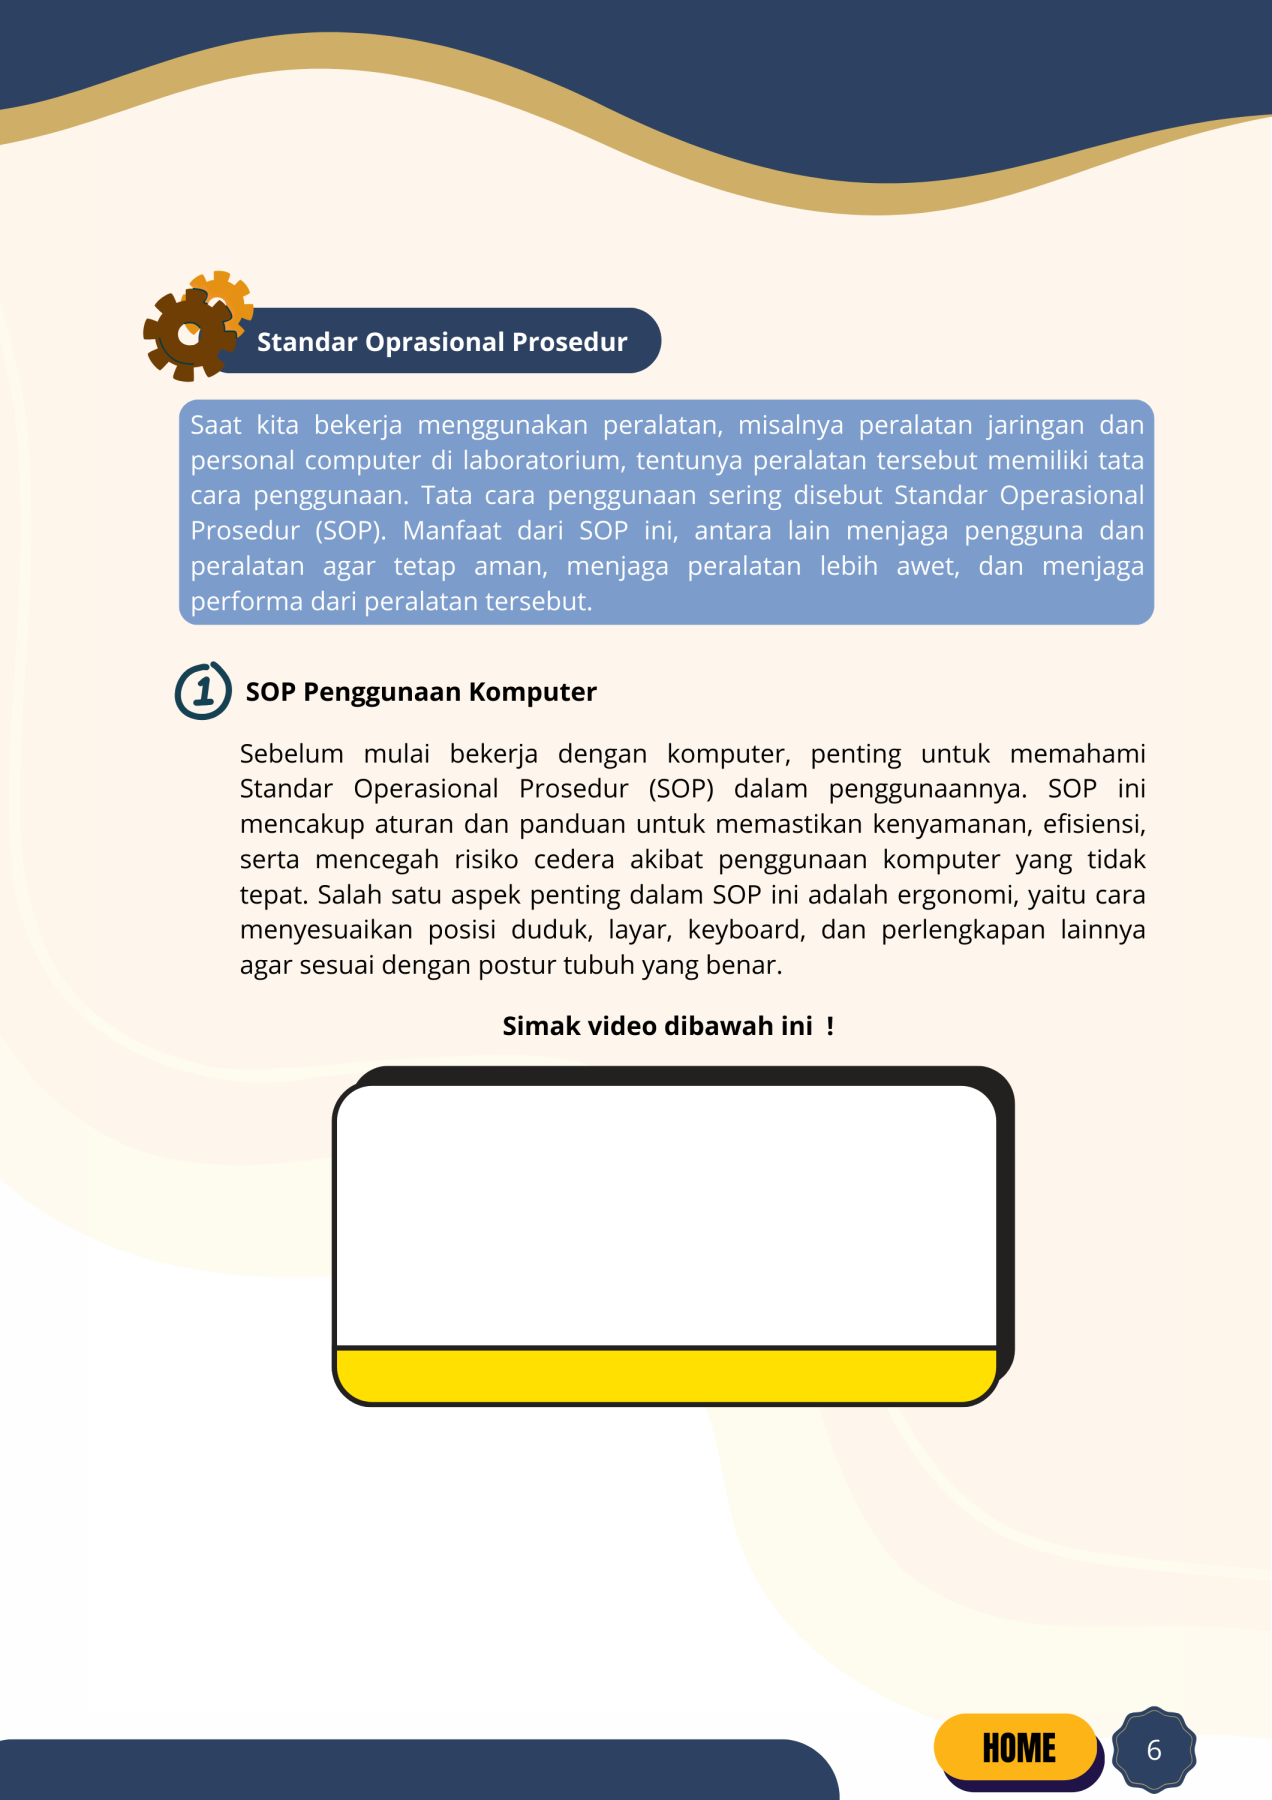 Standar Oprasional Prosedur
Saat kita bekerja menggunakan peralatan, misalnya peralatan jaringan dan
personal computer di laboratorium, tentunya peralatan tersebut memiliki tata
cara penggunaan. Tata cara penggunaan sering disebut Standar Operasional
Prosedur (SOP). Manfaat dari SOP ini, antara lain menjaga pengguna dan
peralatan agar tetap aman, menjaga peralatan lebih awet, dan menjaga
performa dari peralatan tersebut.
1 SOP Penggunaan Komputer
Sebelum mulai bekerja dengan komputer, penting untuk memahami
Standar Operasional Prosedur (SOP) dalam penggunaannya. SOP ini
mencakup aturan dan panduan untuk memastikan kenyamanan, efisiensi,
serta mencegah risiko cedera akibat penggunaan komputer yang tidak
tepat. Salah satu aspek penting dalam SOP ini adalah ergonomi, yaitu cara
menyesuaikan posisi duduk, layar, keyboard, dan perlengkapan lainnya
agar sesuai dengan postur tubuh yang benar.
Simak video dibawah ini !
HOME
6